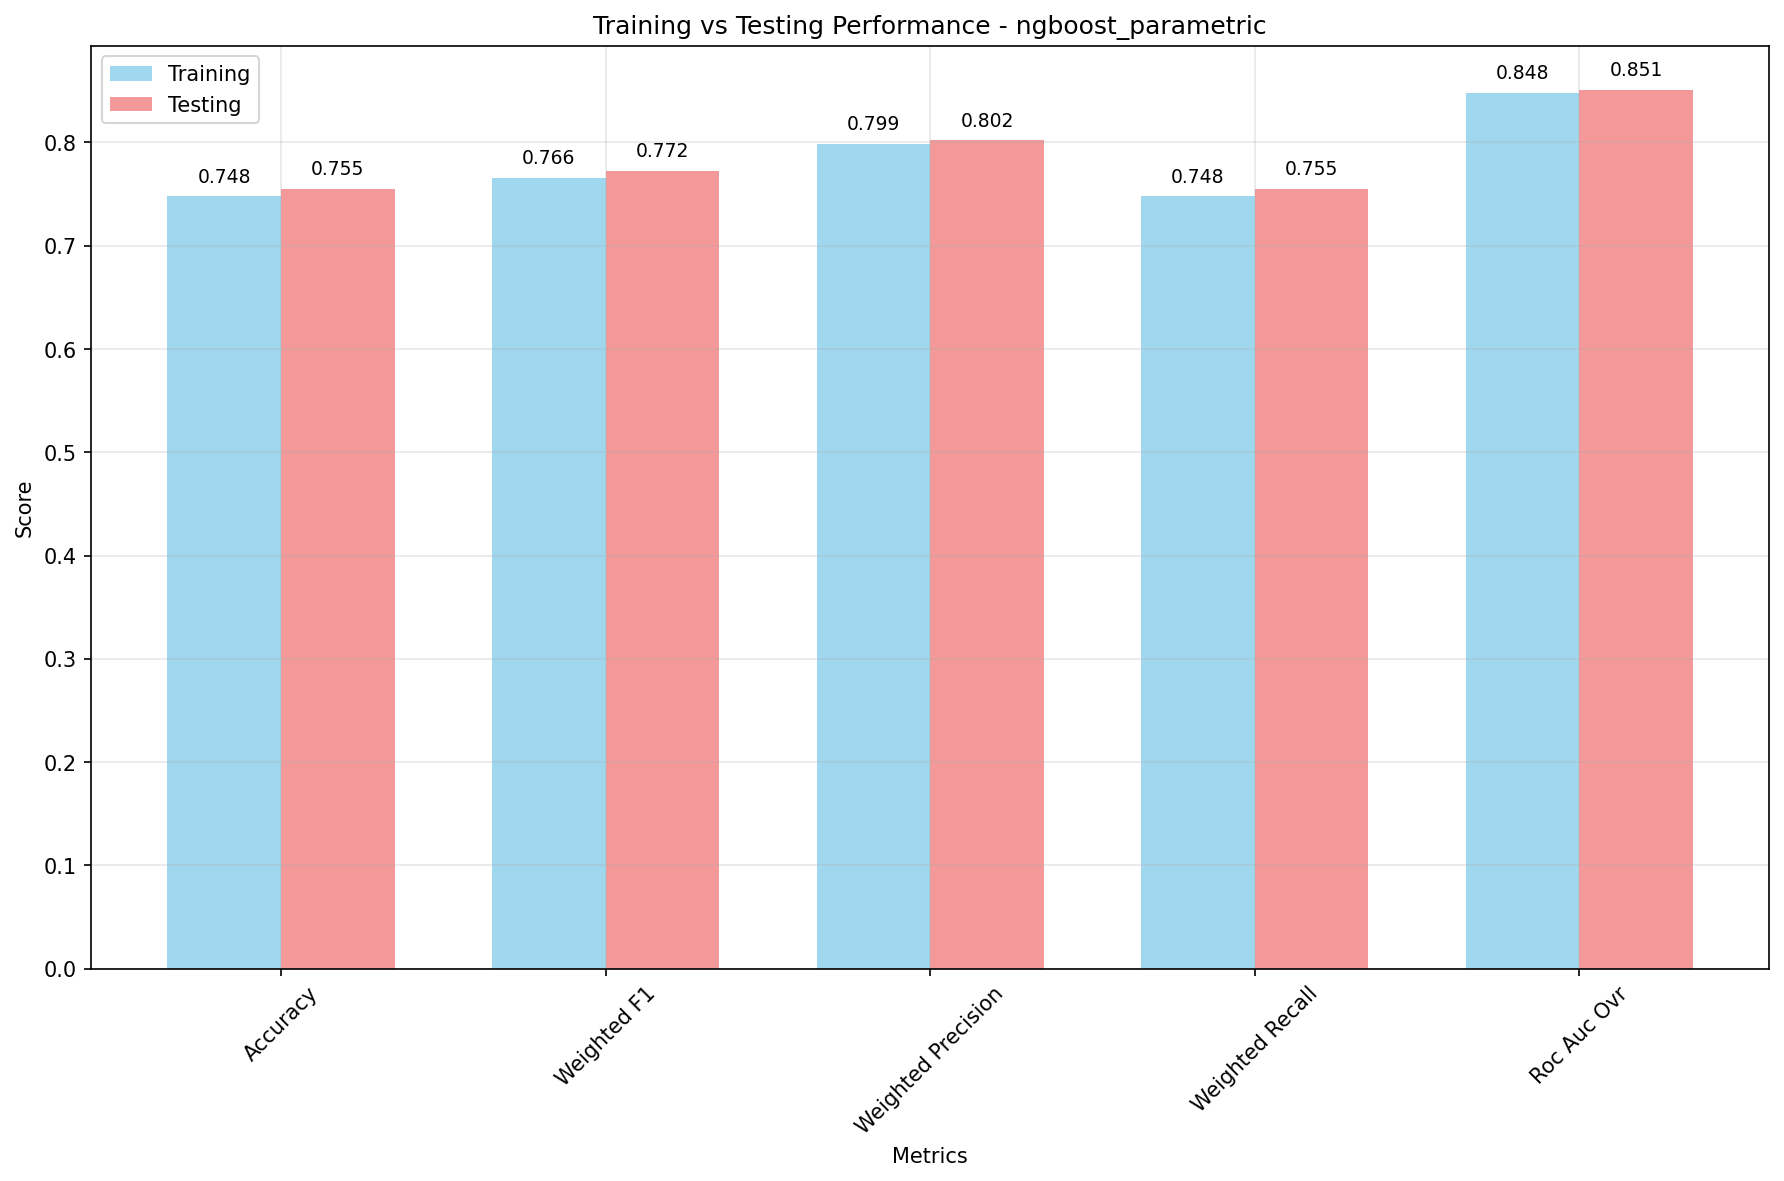 Training vs Testing Performance - ngboost_parametric
Training
Testing
0.748
0.755
0.766
0.772
0.799
0.802
0.748
0.755
0.848
0.851
0.8
0.7
0.6
0.5
0.4
0.3
0.2
0.1
0.0
Score
Accuracy
Weighted F1
Weighted Precision
Weighted Recall
Roc Auc Ovr
Metrics